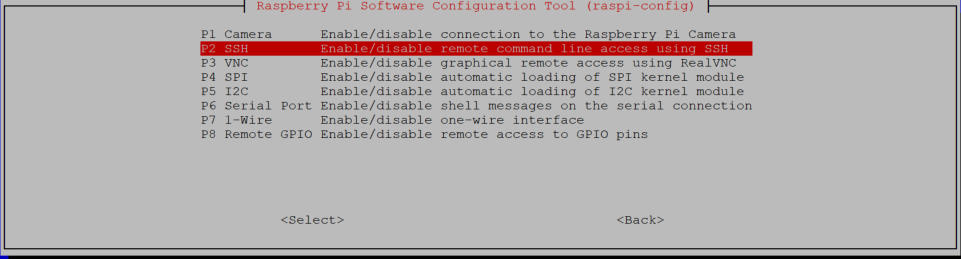 Raspberry Pi Software Configuration Tool (raspi-config)
P1 Camera Enable/disable connection to the Raspberry Pi Camera
P2 SSH Enable/disable remote command line access using SSH
P3 VNC Enable/disable graphical remote access using RealVNC
P4 SPI Enable/disable automatic loading of SPI kernel module
P5 I2C Enable/disable automatic loading of I2C kernel module
P6 Serial Port Enable/disable shell messages on the serial connection
P7 1-Wire Enable/disable one-wire interface
P8 Remote GPIO Enable/disable remote access to GPIO pins
<Select> <Back>